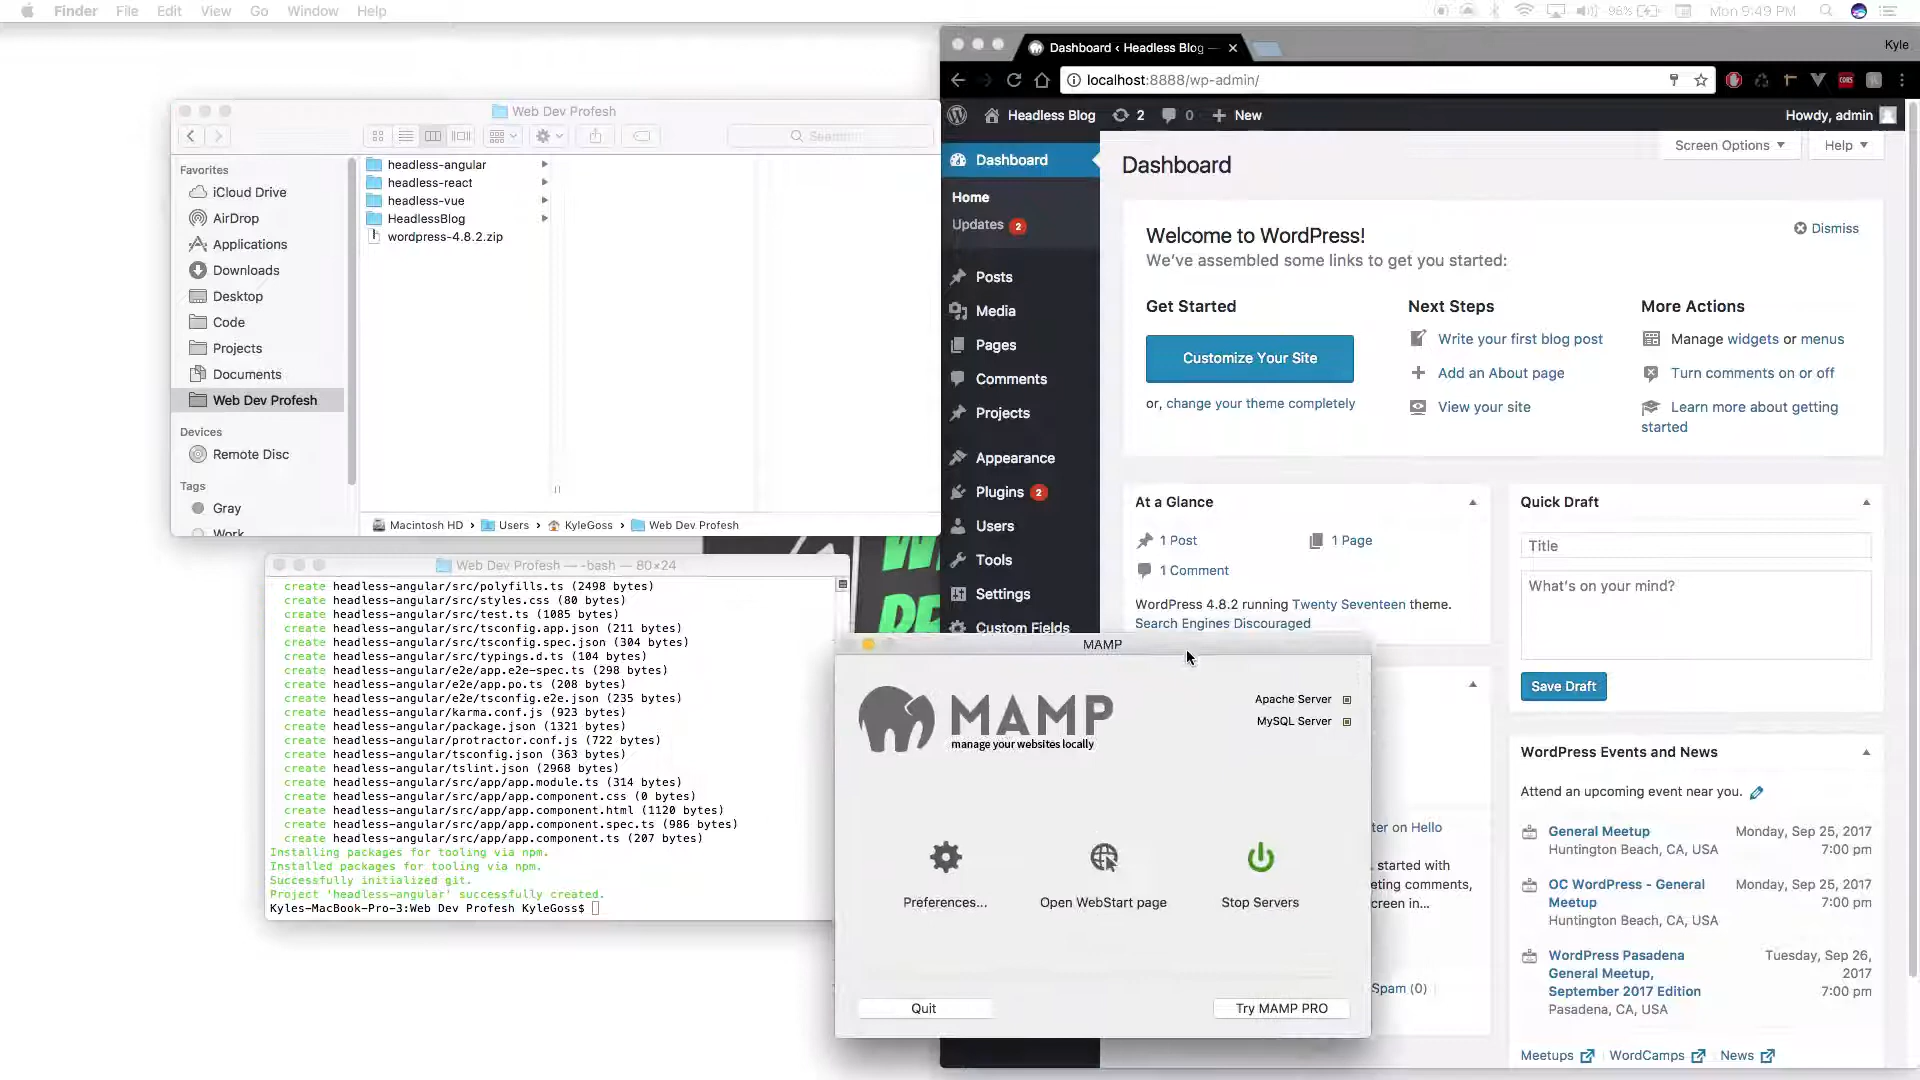 Finder File Edit View Go Window Help
98% Mon 9:49 PM
Web Dev Profesh
Favorites
iCloud Drive
AirDrop
Applications
Downloads
Desktop
Code
Projects
Documents
Web Dev Profesh
Devices
Remote Disc
Tags
Gray
Work
headless-angular
headless-react
headless-vue
HeadlessBlog
wordpress-4.8.2.zip
Macintosh HD › Users › KyleGoss › Web Dev Profesh
Web Dev Profesh — -bash — 80×24
create headless-angular/src/polyfills.ts (2498 bytes)
create headless-angular/src/styles.css (80 bytes)
create headless-angular/src/test.ts (1085 bytes)
create headless-angular/src/tsconfig.app.json (211 bytes)
create headless-angular/src/tsconfig.spec.json (304 bytes)
create headless-angular/src/typings.d.ts (104 bytes)
create headless-angular/e2e/app.e2e-spec.ts (298 bytes)
create headless-angular/e2e/app.po.ts (208 bytes)
create headless-angular/e2e/tsconfig.e2e.json (235 bytes)
create headless-angular/karma.conf.js (923 bytes)
create headless-angular/package.json (1321 bytes)
create headless-angular/protractor.conf.js (722 bytes)
create headless-angular/tsconfig.json (363 bytes)
create headless-angular/tslint.json (2968 bytes)
create headless-angular/src/app/app.module.ts (314 bytes)
create headless-angular/src/app/app.component.css (0 bytes)
create headless-angular/src/app/app.component.html (1120 bytes)
create headless-angular/src/app/app.component.spec.ts (986 bytes)
create headless-angular/src/app/app.component.ts (207 bytes)
Installing packages for tooling via npm.
Installed packages for tooling via npm.
Successfully initialized git.
Project 'headless-angular' successfully created.
Kyles-MacBook-Pro-3:Web Dev Profesh KyleGoss$
Dashboard ‹ Headless Blog —
Kyle
localhost:8888/wp-admin/
Headless Blog 2 0 + New
Howdy, admin
Dashboard
Home
Updates 2
Posts
Media
Pages
Comments
Projects
Appearance
Plugins 2
Users
Tools
Settings
Custom Fields
Dashboard
Screen Options
Help
Welcome to WordPress!
Dismiss
We've assembled some links to get you started:
Get Started
Customize Your Site
or, change your theme completely
Next Steps
Write your first blog post
Add an About page
View your site
More Actions
Manage widgets or menus
Turn comments on or off
Learn more about getting
started
At a Glance
1 Post
1 Page
1 Comment
WordPress 4.8.2 running Twenty Seventeen theme.
Search Engines Discouraged
Quick Draft
Title
What's on your mind?
Save Draft
WordPress Events and News
Attend an upcoming event near you.
General Meetup
Huntington Beach, CA, USA
Monday, Sep 25, 2017
7:00 pm
OC WordPress - General
Meetup
Huntington Beach, CA, USA
Monday, Sep 25, 2017
7:00 pm
WordPress Pasadena
General Meetup,
September 2017 Edition
Pasadena, CA, USA
Tuesday, Sep 26,
2017
7:00 pm
Meetups WordCamps News
on Hello
started with
comments,
Spam (0)
MAMP
MAMP
manage your websites locally
Apache Server
MySQL Server
Preferences...
Open WebStart page
Stop Servers
Quit
Try MAMP PRO